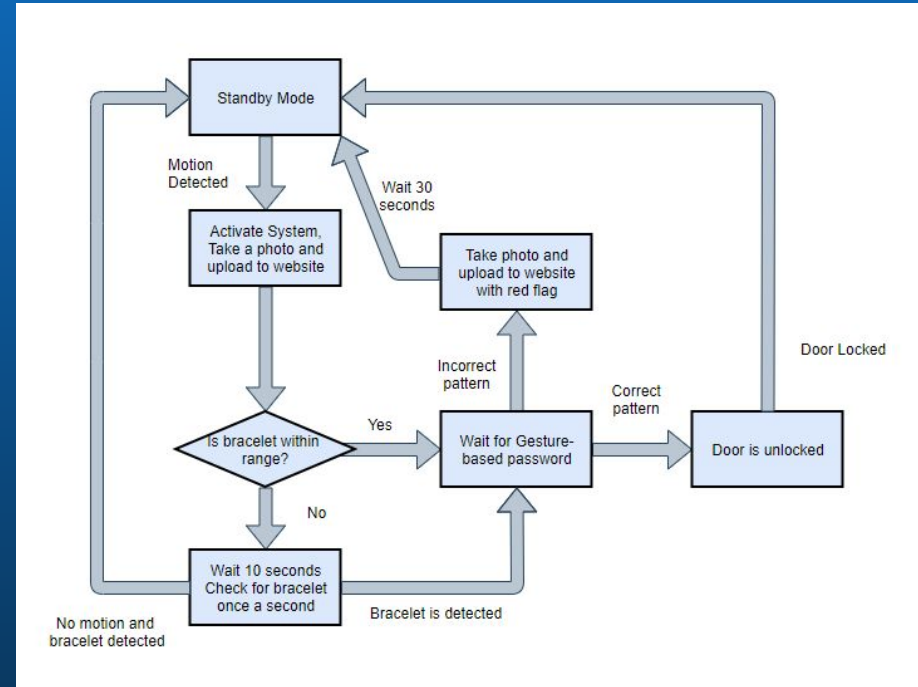 Standby Mode
Motion
Detected
Wait 30
seconds
Activate System,
Take a photo and
upload to website
Take photo and
upload to website
with red flag
Door Locked
Incorrect
pattern
Correct
pattern
Is bracelet within
range?
Yes
Wait for Gesture-
based password
Door is unlocked
No
Wait 10 seconds
Check for bracelet
once a second
Bracelet is detected
No motion and
bracelet detected